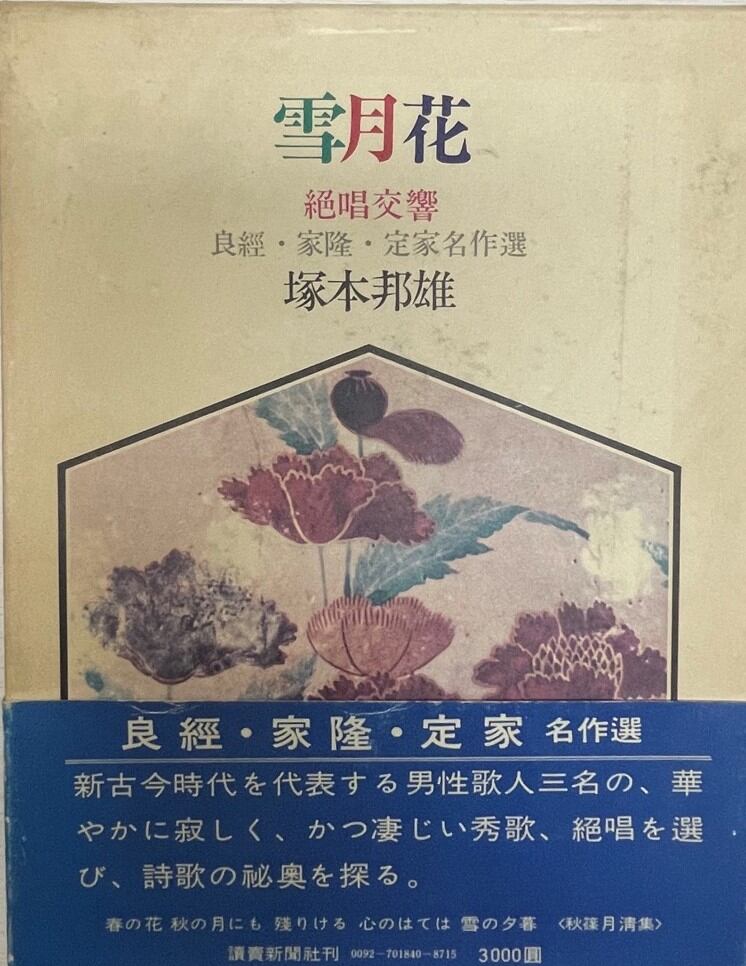 雪月花
絕唱交響
良經・家隆・定家名作選
塚本邦雄
良經・家隆・定家 名作選
新古今時代を代表する男性歌人三名の、華
やかに寂しく、かつ凄じい秀歌、絕唱を選
び、詩歌の祕奧を探る。
春の花 秋の月にも 殘りける 心のはては 雪の夕暮 〈秋篠月淸集〉
讀賣新聞社刊 0092-701840-8715 3000圓